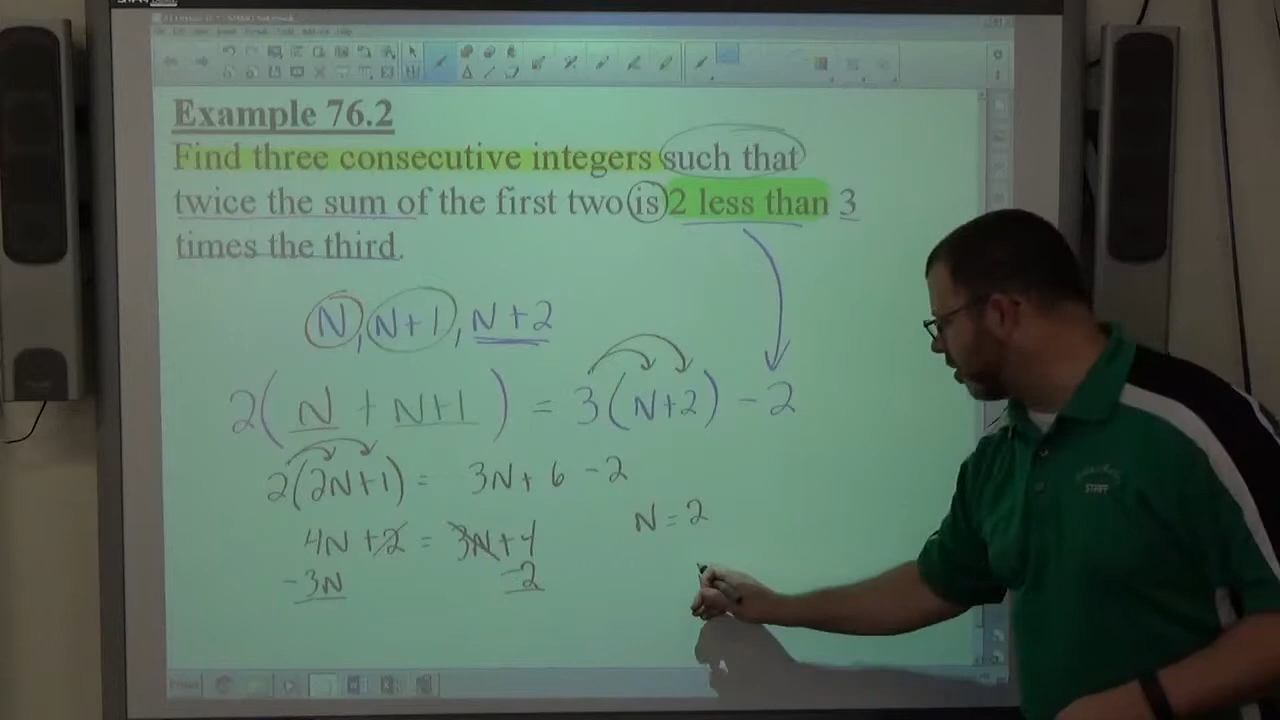 Example 76.2
Find three consecutive integers such that
twice the sum of the first two is 2 less than 3
times the third.
N, N+1, N+2
2( N + N+1 ) = 3(N+2) -2
2(2N+1) = 3N+6 -2
N=2
4N +2 = 3N+4
-3N -2